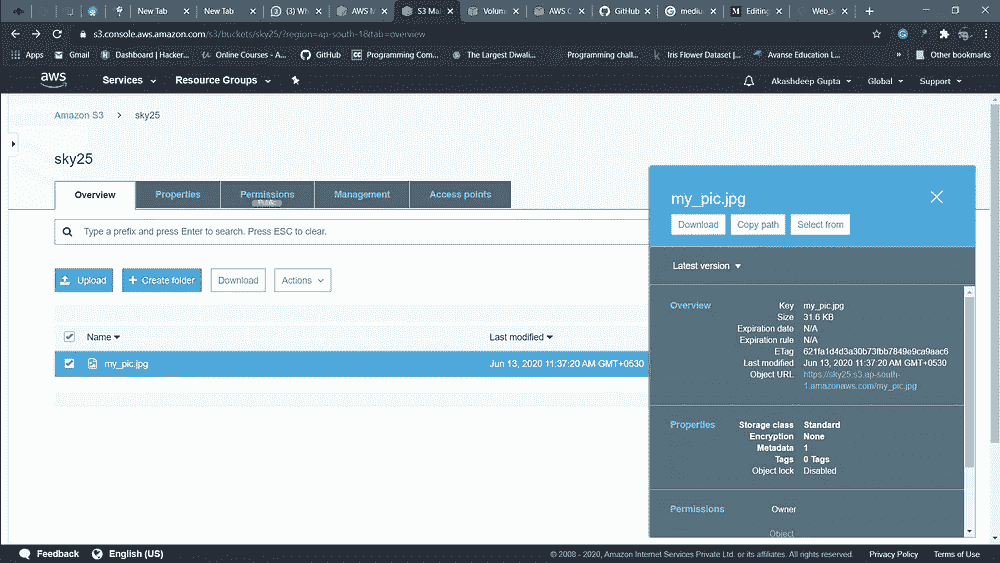 New Tab
New Tab
(3) Wh
AWS M
S3 Ma
Volum
AWS C
GitHub
mediu
Editing
Web_s
s3.console.aws.amazon.com/s3/buckets/sky25/?region=ap-south-1&tab=overview
Apps Gmail Dashboard | Hacker... Online Courses - A... GitHub Programming Com... The Largest Diwali... Programming chall... Iris Flower Dataset |... Avanse Education L... » Other bookmarks
aws Services Resource Groups Akashdeep Gupta Global Support
Amazon S3 > sky25
sky25
Overview Properties Permissions Management Access points
Public
Type a prefix and press Enter to search. Press ESC to clear.
Upload + Create folder Download Actions
Name Last modified
my_pic.jpg Jun 13, 2020 11:37:20 AM GMT+0530
my_pic.jpg
Download Copy path Select from
Latest version
Overview Key my_pic.jpg
Size 31.6 KB
Expiration date N/A
Expiration rule N/A
ETag 621fa1d4d3a30b73fbb7849e9ca9aac6
Last modified Jun 13, 2020 11:37:20 AM GMT+0530
Object URL https://sky25.s3.ap-south-
1.amazonaws.com/my_pic.jpg
Properties Storage class Standard
Encryption None
Metadata 1
Tags 0 Tags
Object lock Disabled
Permissions Owner
Object
Feedback English (US) © 2008 - 2020, Amazon Internet Services Private Ltd. or its affiliates. All rights reserved. Privacy Policy Terms of Use